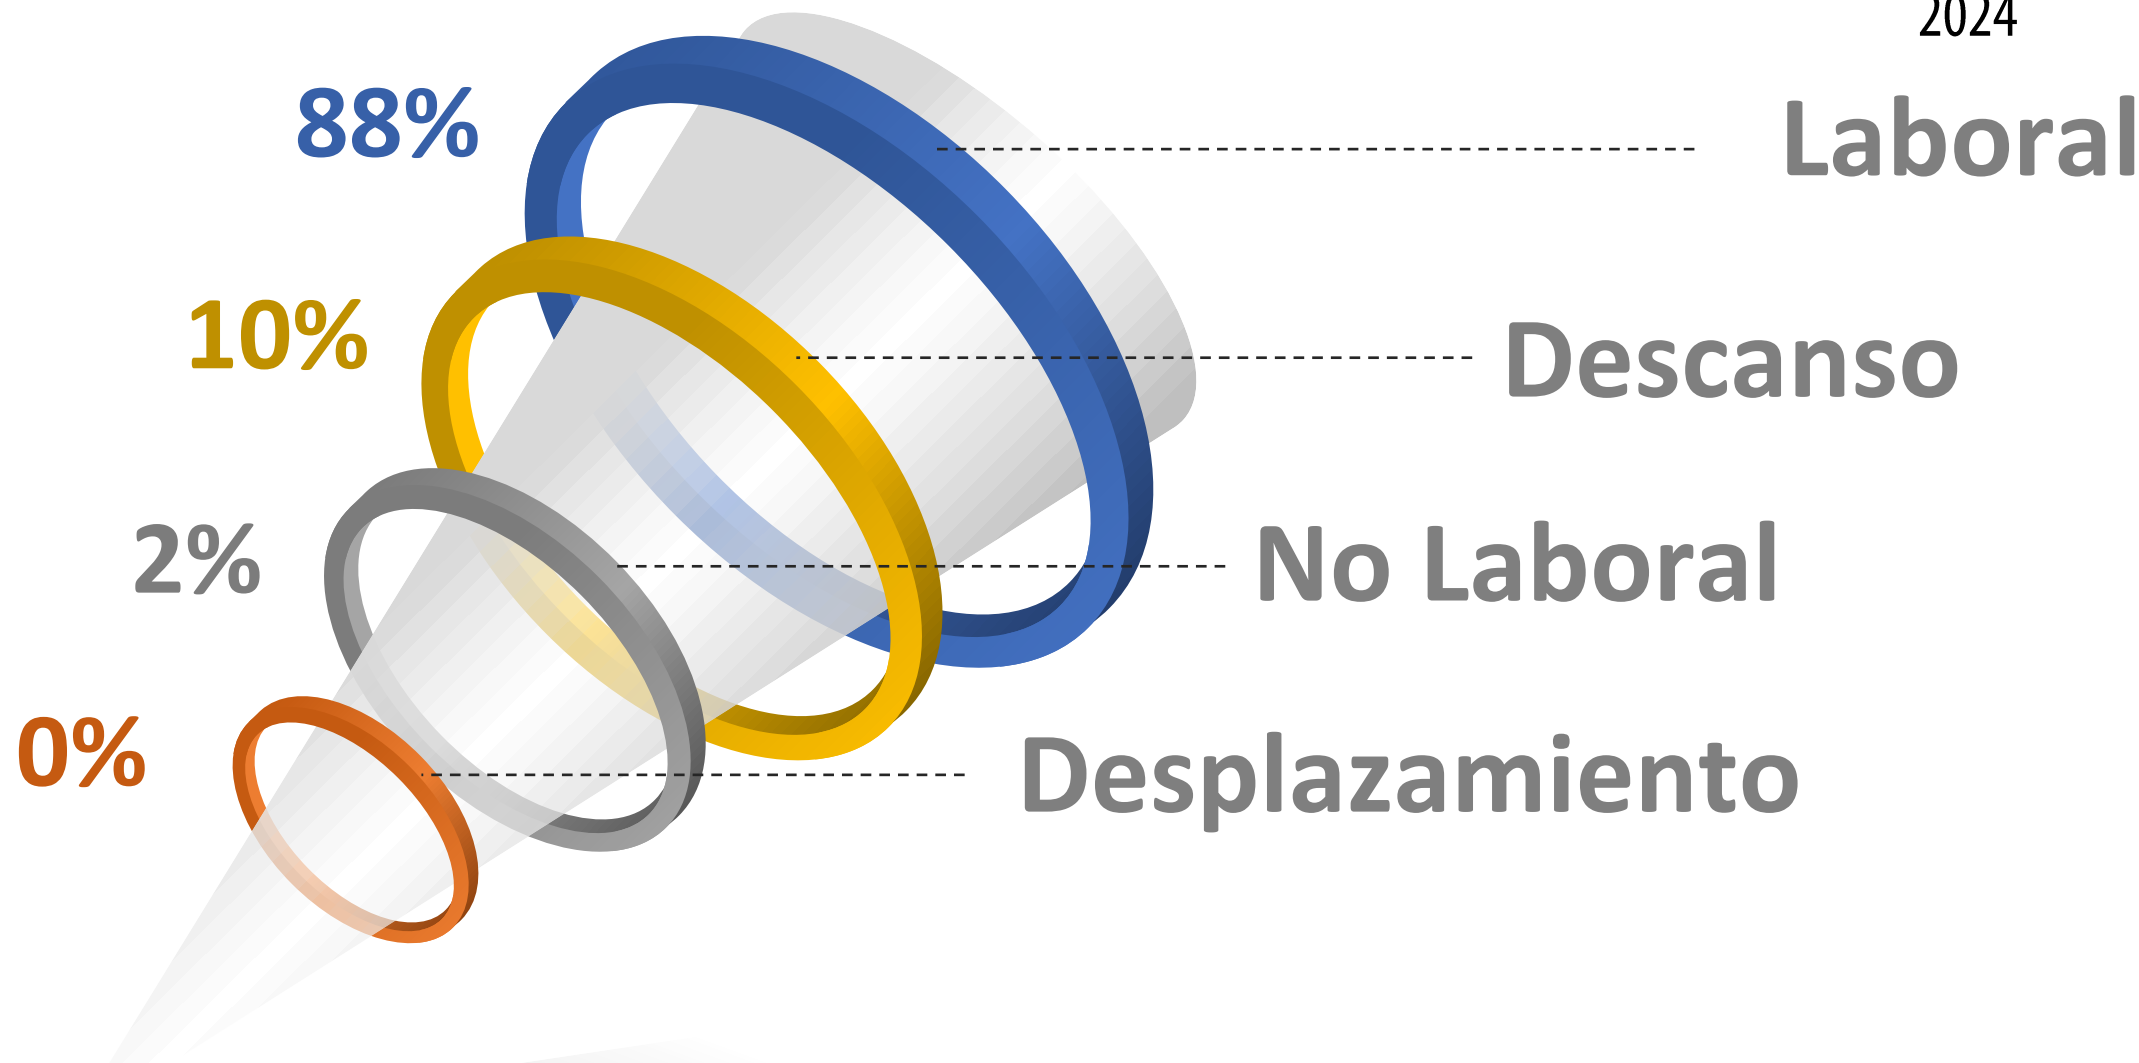 2024
88% Laboral
10% Descanso
2% No Laboral
0% Desplazamiento